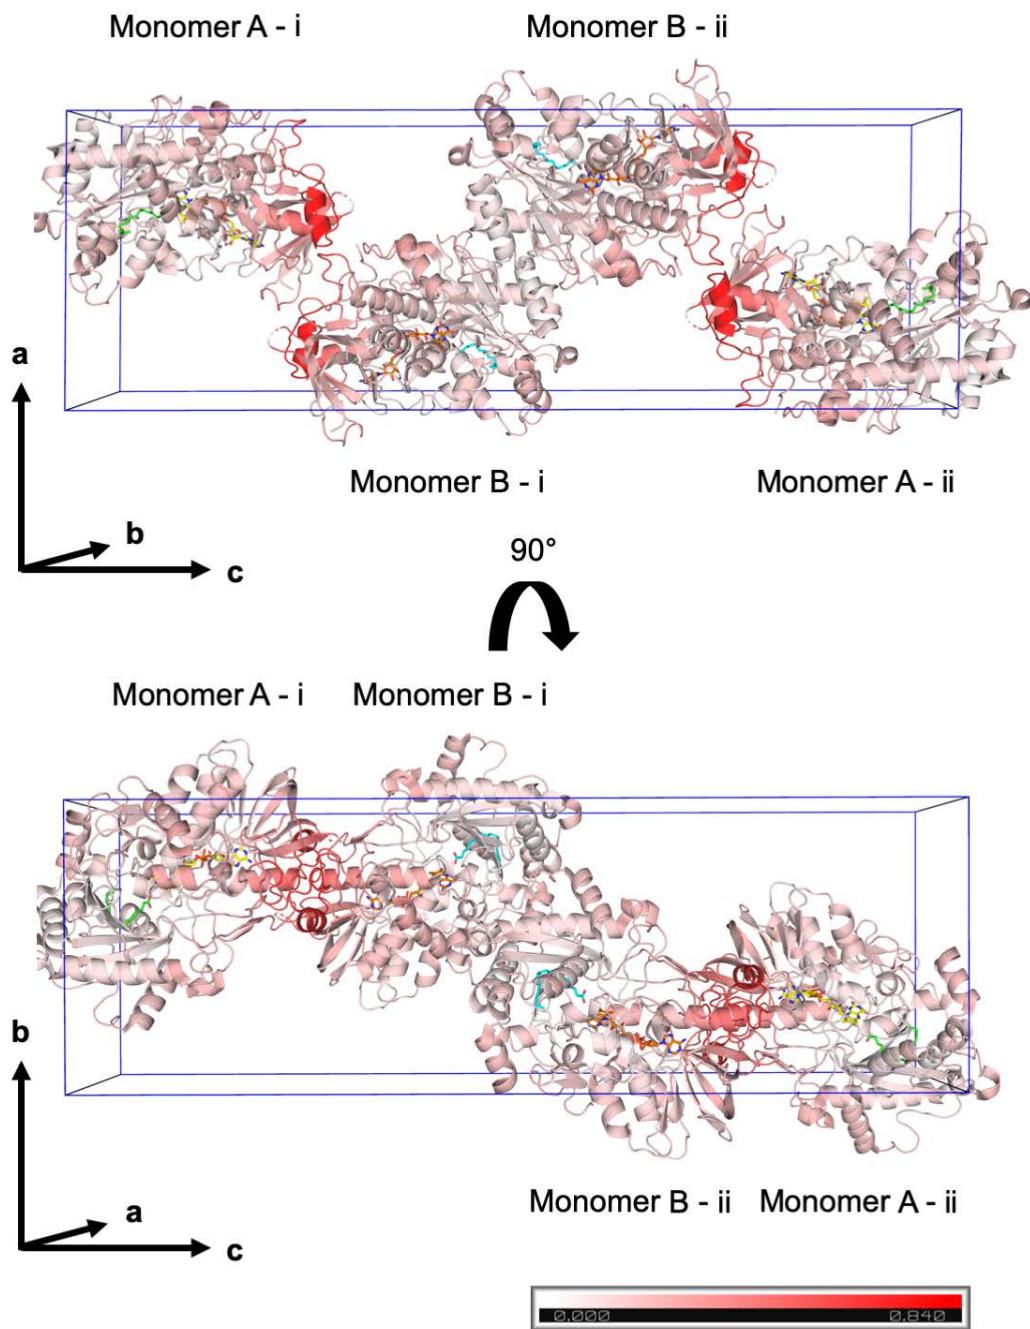 Monomer A - i Monomer B - ii
a
b
c
Monomer B - i Monomer A - ii
90°
Monomer A - i Monomer B - i
b
a
c
Monomer B - ii Monomer A - ii
0.000 0.840